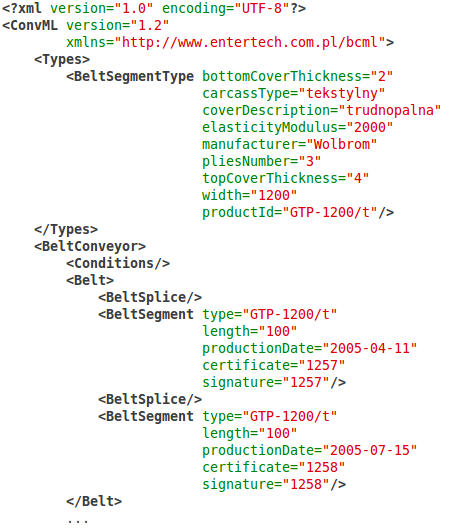 <?xml version="1.0" encoding="UTF-8"?>
<ConvML version="1.2"
        xmlns="http://www.entertech.com.pl/bcml">
    <Types>
        <BeltSegmentType bottomCoverThickness="2"
                         carcassType="tekstylny"
                         coverDescription="trudnopalna"
                         elasticityModulus="2000"
                         manufacturer="Wolbrom"
                         pliesNumber="3"
                         topCoverThickness="4"
                         width="1200"
                         productId="GTP-1200/t"/>
    </Types>
    <BeltConveyor>
        <Conditions/>
        <Belt>
            <BeltSplice/>
            <BeltSegment type="GTP-1200/t"
                         length="100"
                         productionDate="2005-04-11"
                         certificate="1257"
                         signature="1257"/>
            <BeltSplice/>
            <BeltSegment type="GTP-1200/t"
                         length="100"
                         productionDate="2005-07-15"
                         certificate="1258"
                         signature="1258"/>
        </Belt>
        ...